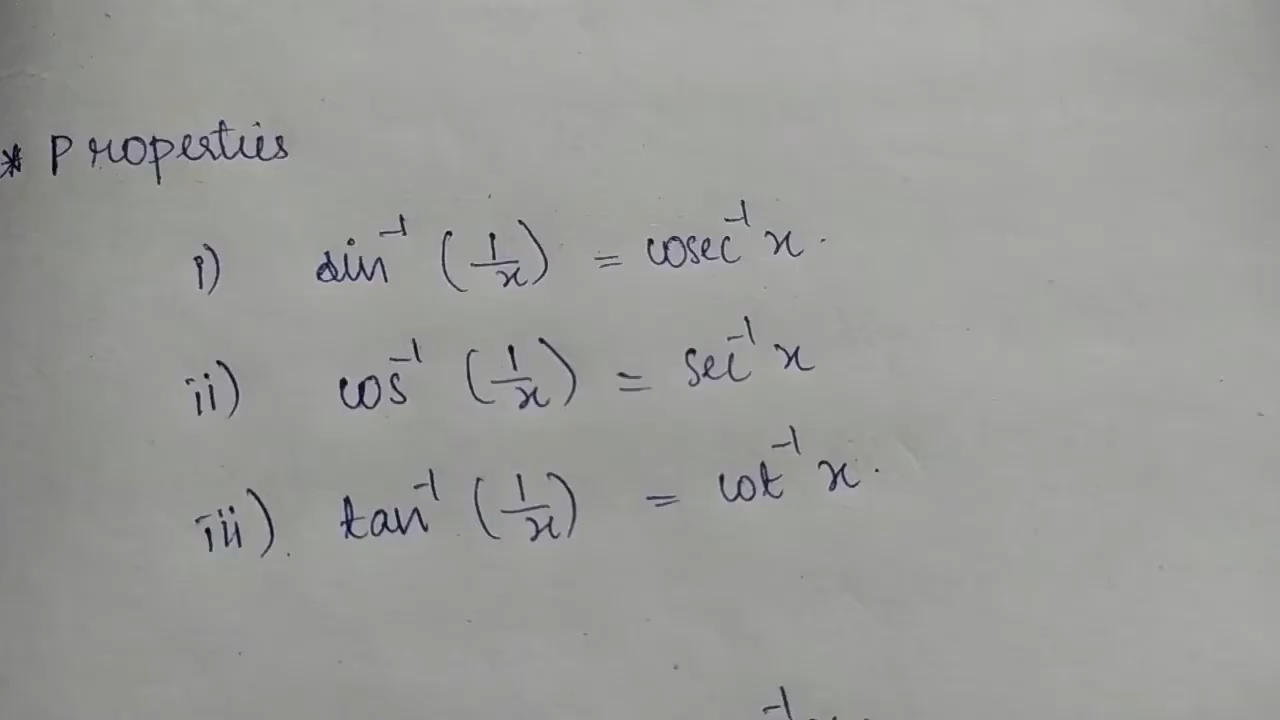 * Properties
i) sin⁻¹ (1/x) = cosec⁻¹ x.
ii) cos⁻¹ (1/x) = sec⁻¹ x
iii). tan⁻¹ (1/x) = cot⁻¹ x.